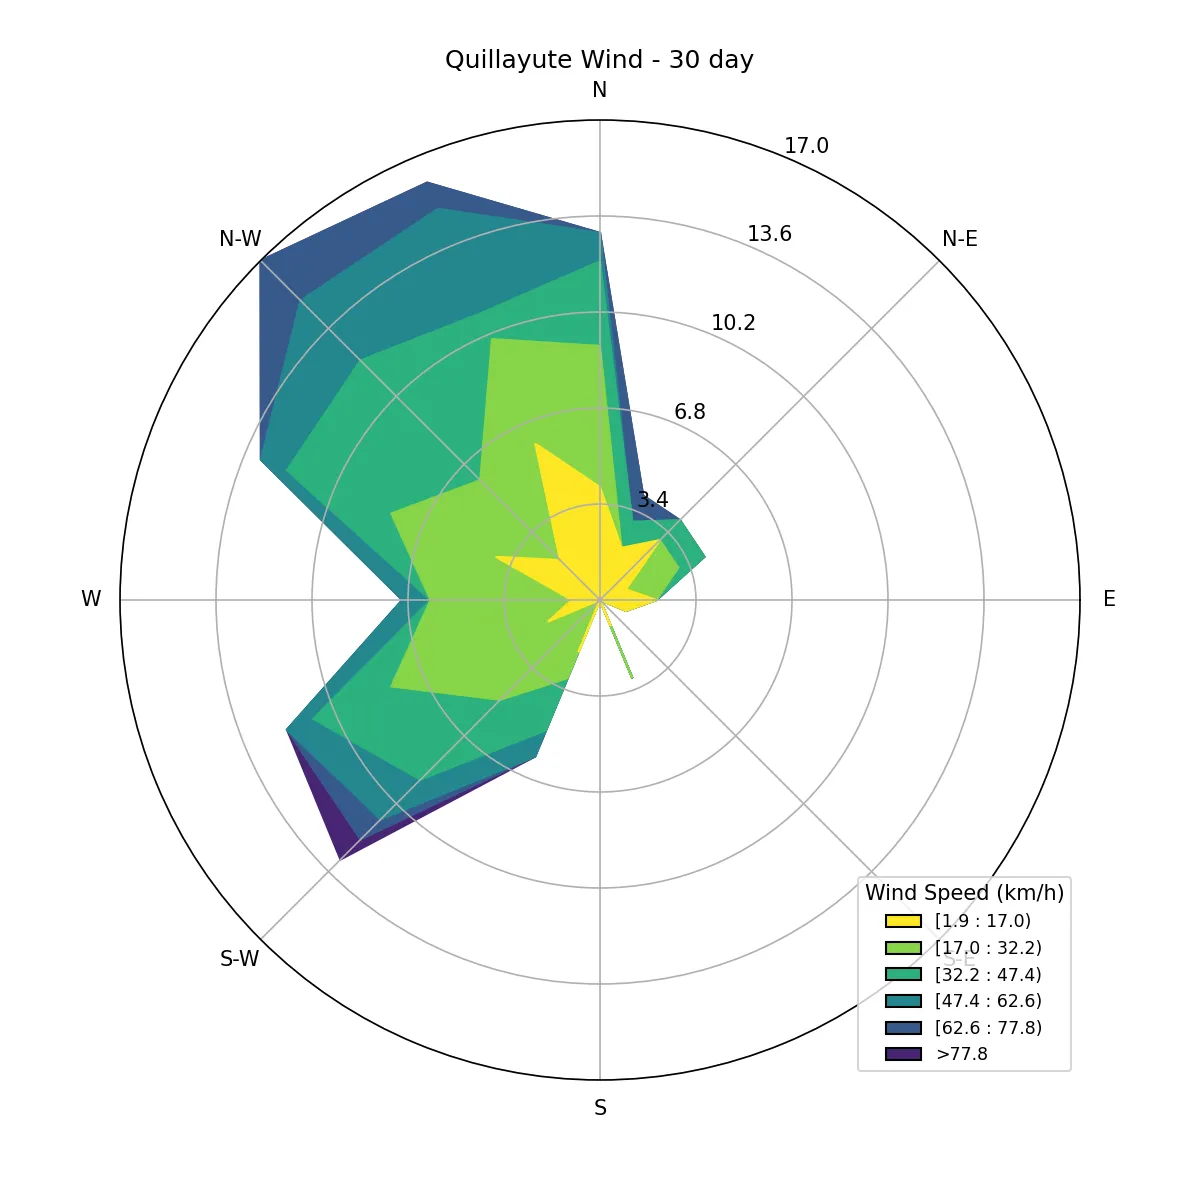 Quillayute Wind - 30 day
N
17.0
13.6
N-W
N-E
10.2
6.8
3.4
W
E
S-W
S-E
S
Wind Speed (km/h)
[1.9 : 17.0)
[17.0 : 32.2)
[32.2 : 47.4)
[47.4 : 62.6)
[62.6 : 77.8)
>77.8